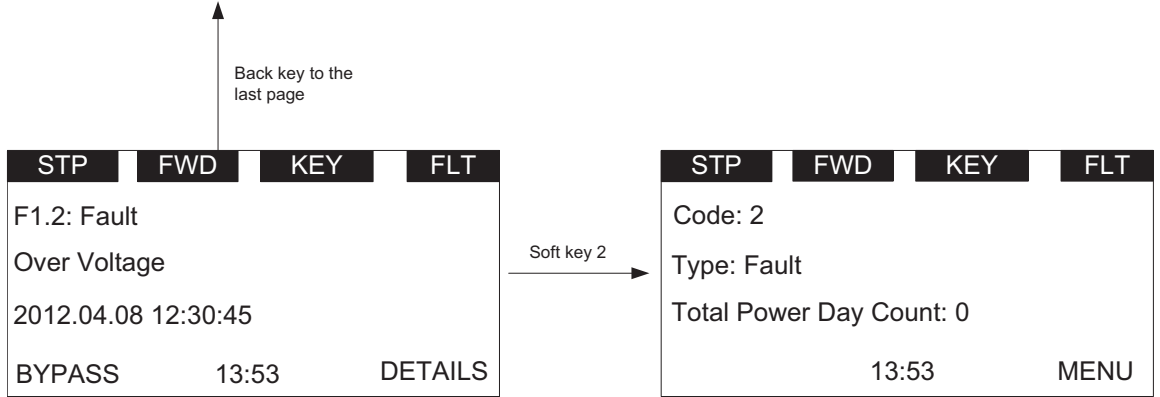 Back key to the
last page
STP FWD KEY FLT
F1.2: Fault
Over Voltage
2012.04.08 12:30:45
BYPASS 13:53 DETAILS
Soft key 2
STP FWD KEY FLT
Code: 2
Type: Fault
Total Power Day Count: 0
13:53 MENU